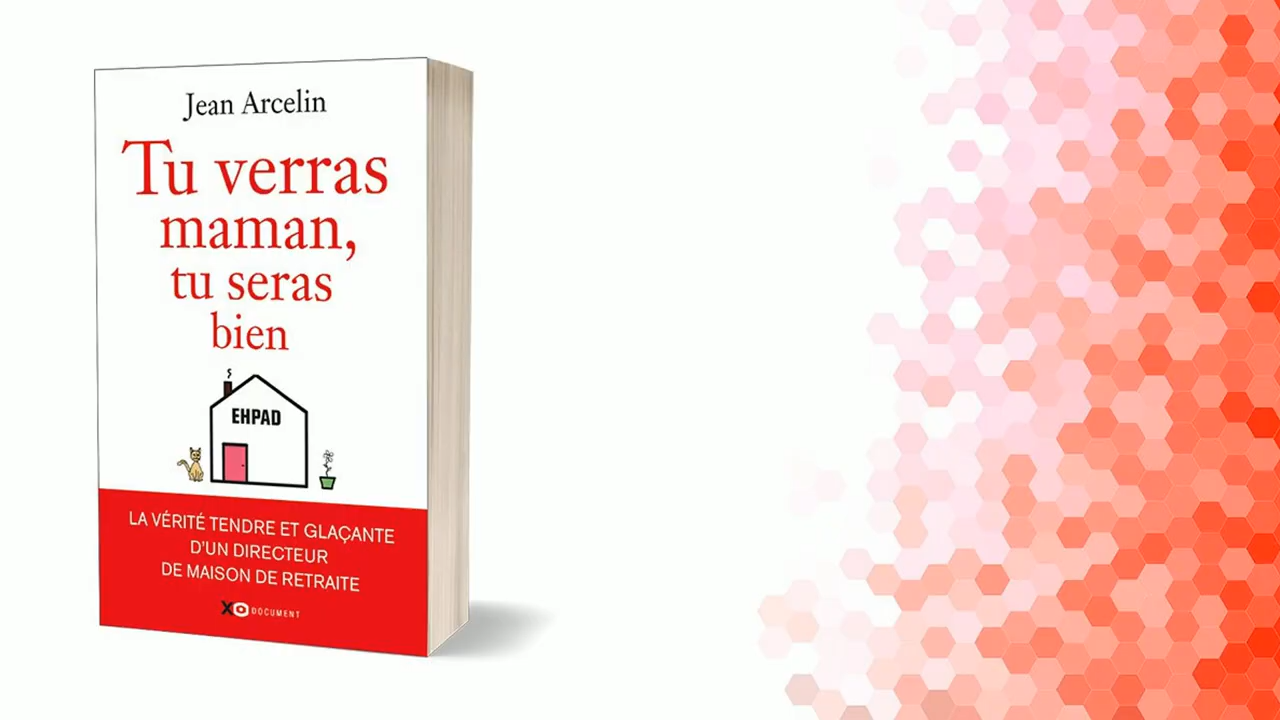 Jean Arcelin
Tu verras
maman,
tu seras
bien
EHPAD
LA VÉRITÉ TENDRE ET GLAÇANTE
D'UN DIRECTEUR
DE MAISON DE RETRAITE
XO DOCUMENT